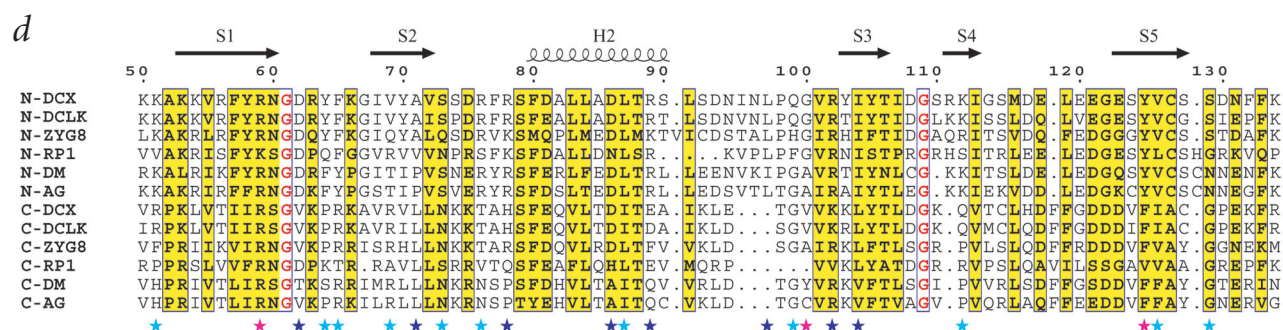 d
S1 S2 H2 S3 S4 S5
50 60 70 80 90 100 110 120 130
N-DCX KKAKKVRFYRNGDRYFKGIVYAVSSDRFRSFDALLADLTRS.LSDNINLPQGVRYIYTIDGSRKIGSMDE.LEEGESYVCS.SDNFFK
N-DCLK KKAKKVRFYRNGDRYFKGIVYAISPDRFRSFEALLADLTRT.LSDNVNLPQGVRTIYTIDGLKKISSLDQ.LVEGESYVCG.SIEPFK
N-ZYG8 LKAKRLRFYRNGDQYFKGIQYALQSDRVKSMQPLMEDLMKTVICDSTALPHGIRHIFTIDGAQRITSVDQ.FEDGGGYVCS.STDAFK
N-RP1 VVAKRISFYKSGDPQFGGVRVVVNPRSFKSFDALLDNLSR....KVPLPFGVRNISTPRGRHSITRLEE.LEDGESYLCSHGRKVQP
N-DM RKALRIKFYRNGDKFYPGITIPVSNERYRSFERLFEDLTRL.LEENVKIPGAVRTIYNLCG.KKITSLDE.LEDGQSYVCSCNNENFK
N-AG KKAKRIRFFRNGDKFYPGSTIPVSVERYRSFDSLTEDLTRL.LEDSVTLTGAIRAIYTLEG.KKIEKVDD.LEDGKCYVCSCNNEGFK
C-DCX VRPKLVTIIRSGVKPRKAVRVLLNKKTAHSFEQVLTDITEA.IKLE...TGVVKKLYTLDGK.QVTCLHDFFGDDDVFIAC.GPEKFR
C-DCLK IRPKLVTIIRSGVKPRKAVRILLNKKTAHSFEQVLTDITDA.IKLD...SGVVKRLYTLDGK.QVMCLQDFFGDDDIFIAC.GPEKFR
C-ZYG8 VFPRIIKVIRNGVKPRRISRHLLNKKTARSFDQVLRDLTFV.VKLD...SGAIRKLFTLSGR.PVLSLQDFFRDDDVFVAY.GGNEKM
C-RP1 RPPRSLVVFRNGDPKTR.RAVLLSRRVTQSFEAFLQHLTEV.MQRP......VVKLYATDGR.RVPSLQAVILSSGAVVAA.GREPFK
C-DM VHPRIVTLIRSGVKPRRIMRLLLNKRNSPSFEHVLTAITQV.VRLD...TGYVRKVFTLSGI.PVVRLSDFFGSDDVFFAY.GTERIN
C-AG VHPRIVTLIRNGVKPRKILRLLLNKRNSPTYEHVLTAITQC.VKLD...TGCVRKVFTVAGV.PVQRLAQFFEEDDVFFAY.GNERVG